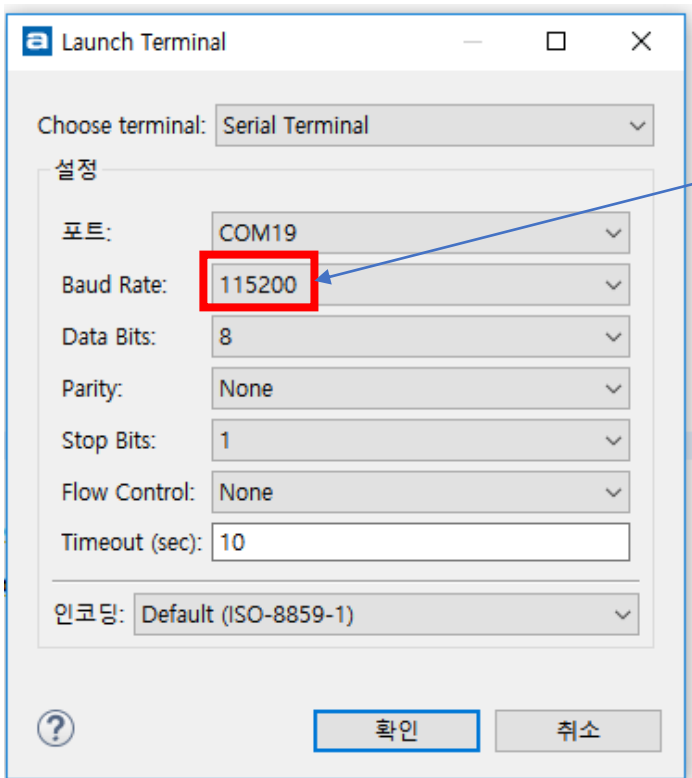 Launch Terminal
Choose terminal: Serial Terminal
설정
포트: COM19
Baud Rate: 115200
Data Bits: 8
Parity: None
Stop Bits: 1
Flow Control: None
Timeout (sec): 10
인코딩: Default (ISO-8859-1)
확인 취소